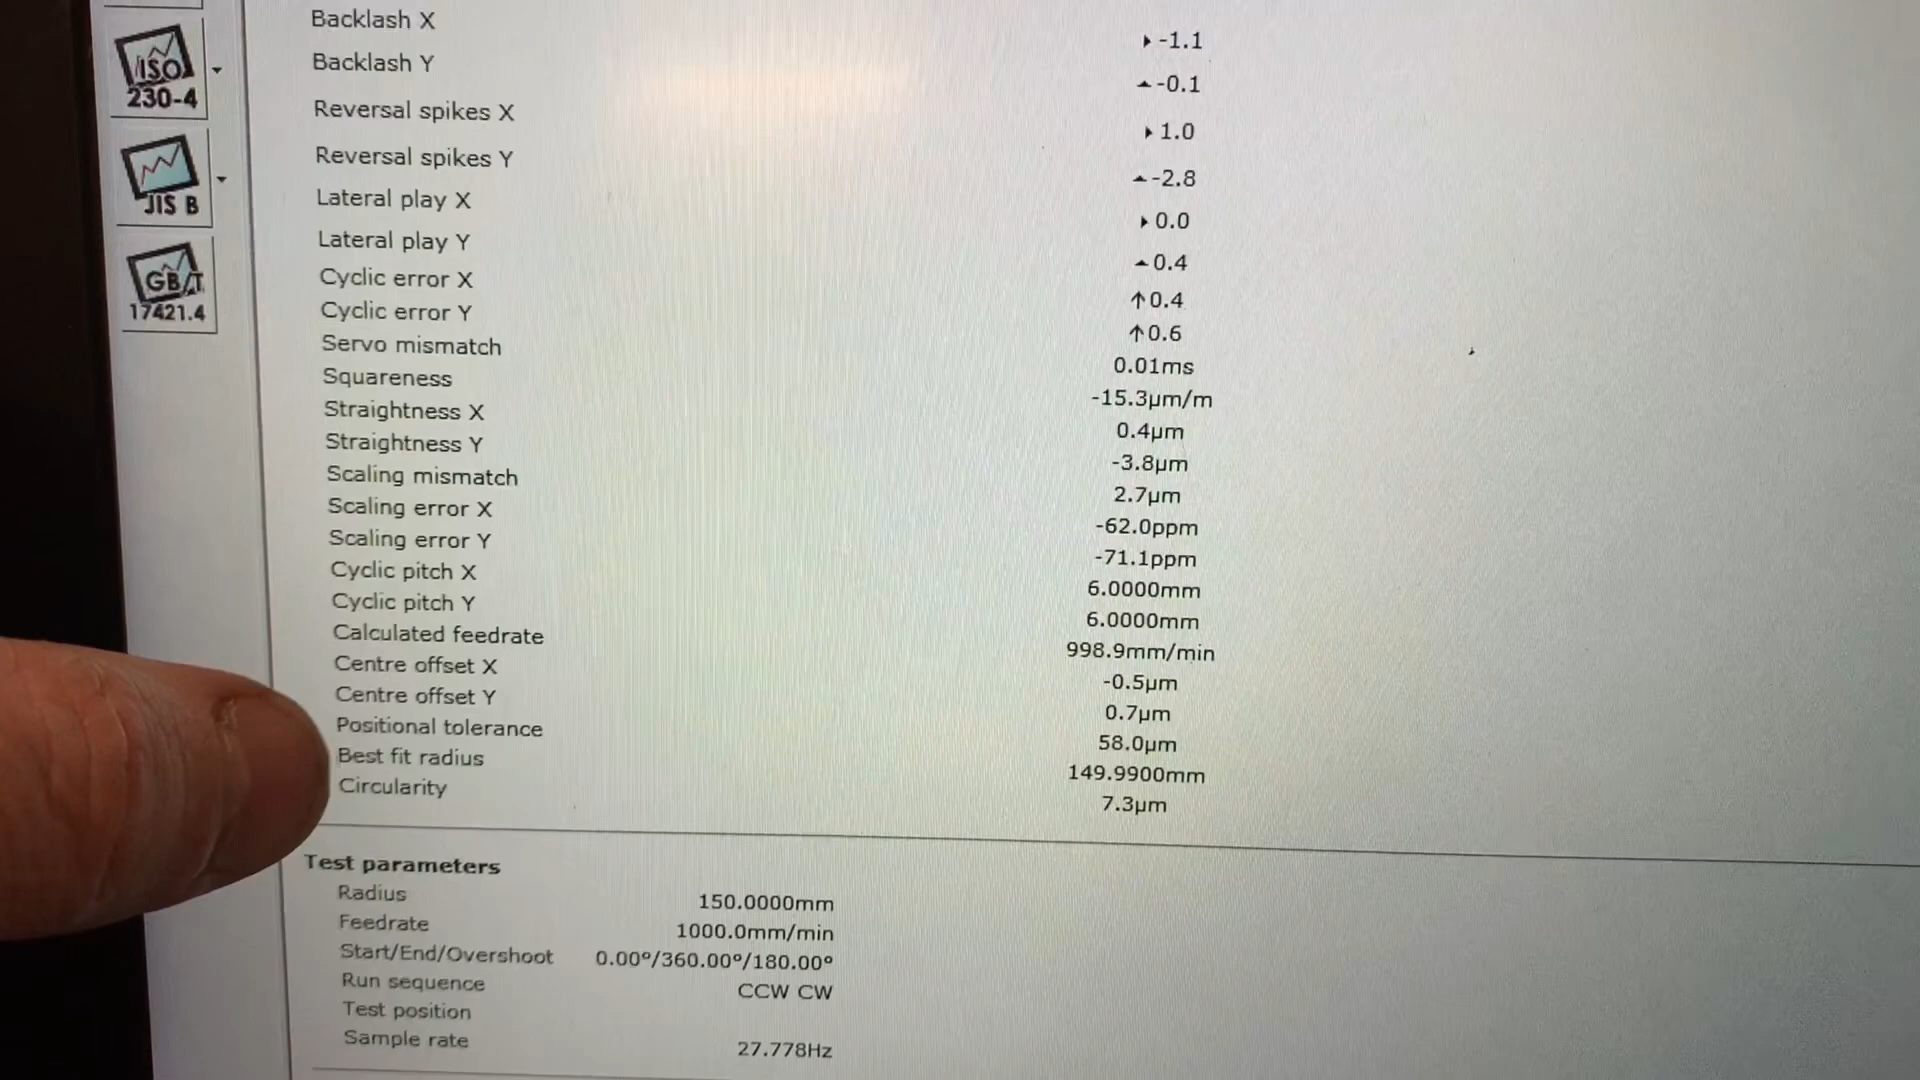 ISO
230-4
JIS B
GB/T
17421.4
Backlash X -1.1
Backlash Y -0.1
Reversal spikes X 1.0
Reversal spikes Y -2.8
Lateral play X 0.0
Lateral play Y 0.4
Cyclic error X ↑0.4
Cyclic error Y ↑0.6
Servo mismatch 0.01ms
Squareness -15.3µm/m
Straightness X 0.4µm
Straightness Y -3.8µm
Scaling mismatch 2.7µm
Scaling error X -62.0ppm
Scaling error Y -71.1ppm
Cyclic pitch X 6.0000mm
Cyclic pitch Y 6.0000mm
Calculated feedrate 998.9mm/min
Centre offset X -0.5µm
Centre offset Y 0.7µm
Positional tolerance 58.0µm
Best fit radius 149.9900mm
Circularity 7.3µm
Test parameters
Radius 150.0000mm
Feedrate 1000.0mm/min
Start/End/Overshoot 0.00°/360.00°/180.00°
Run sequence CCW CW
Test position
Sample rate 27.778Hz